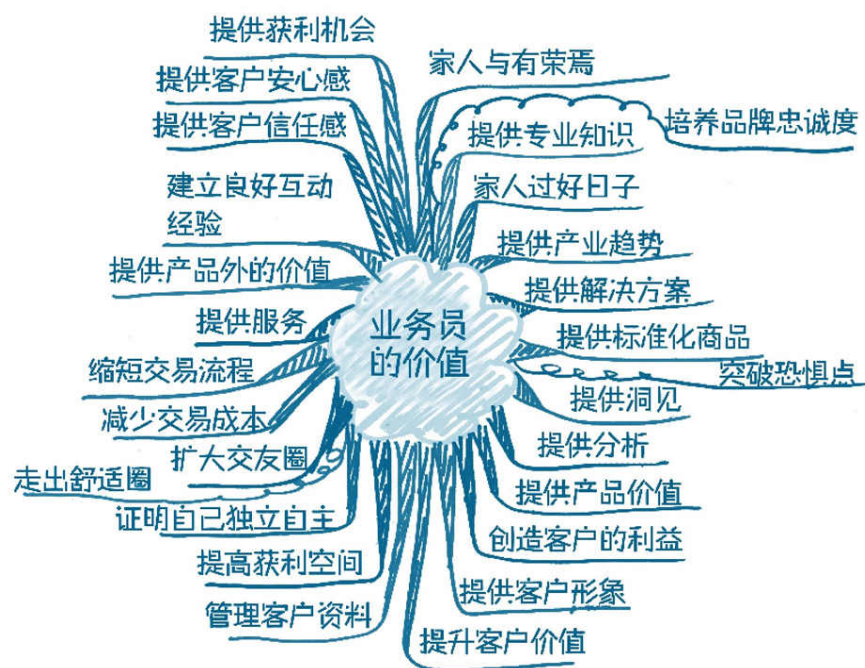 提供获利机会
提供客户安心感
提供客户信任感
建立良好互动
经验
提供产品外的价值
提供服务
缩短交易流程
减少交易成本
扩大交友圈
走出舒适圈
证明自己独立自主
提高获利空间
管理客户资料
业务员
的价值
家人与有荣焉
培养品牌忠诚度
提供专业知识
家人过好日子
提供产业趋势
提供解决方案
提供标准化商品
突破恐惧点
提供洞见
提供分析
提供产品价值
创造客户的利益
提供客户形象
提升客户价值